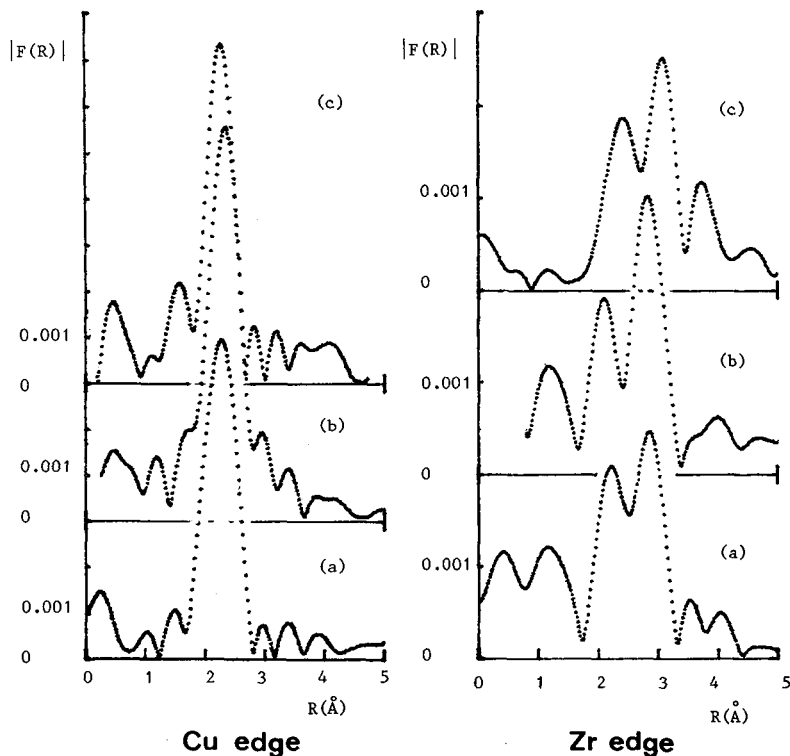 |F(R)|
(c)
0.001
0
(b)
0.001
0
(a)
0.001
0
0 1 2 3 4 5
R(Å)
Cu edge
|F(R)|
(c)
0.001
0
(b)
0.001
0
(a)
0.001
0
0 1 2 3 4 5
R(Å)
Zr edge